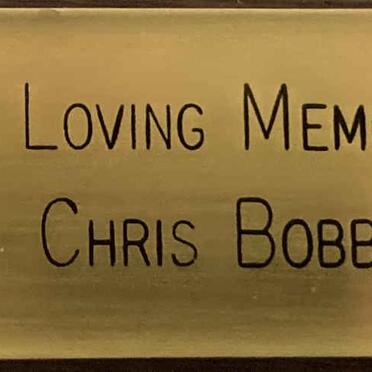 Loving Mem
Chris Bobb